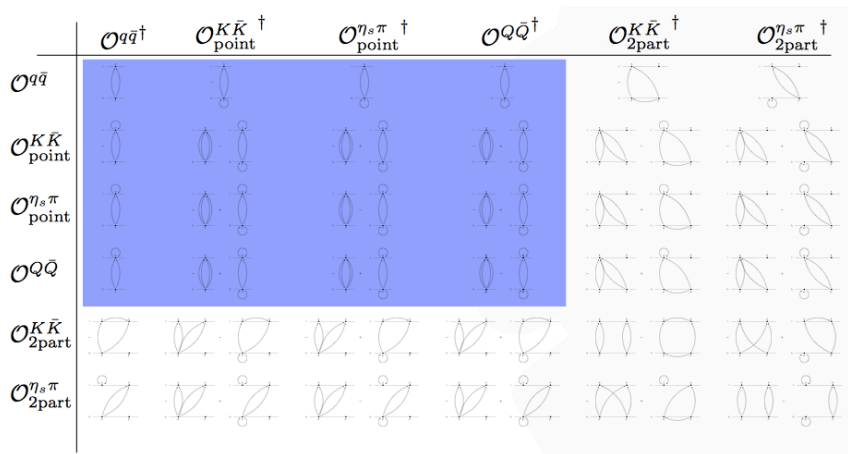 𝒪^{q\bar{q}†} 𝒪^{K\bar{K}†}_{point} 𝒪^{η_sπ†}_{point} 𝒪^{Q\bar{Q}†} 𝒪^{K\bar{K}†}_{2part} 𝒪^{η_sπ†}_{2part}
𝒪^{q\bar{q}}
𝒪^{K\bar{K}}_{point}
𝒪^{η_sπ}_{point}
𝒪^{Q\bar{Q}}
𝒪^{K\bar{K}}_{2part}
𝒪^{η_sπ}_{2part}